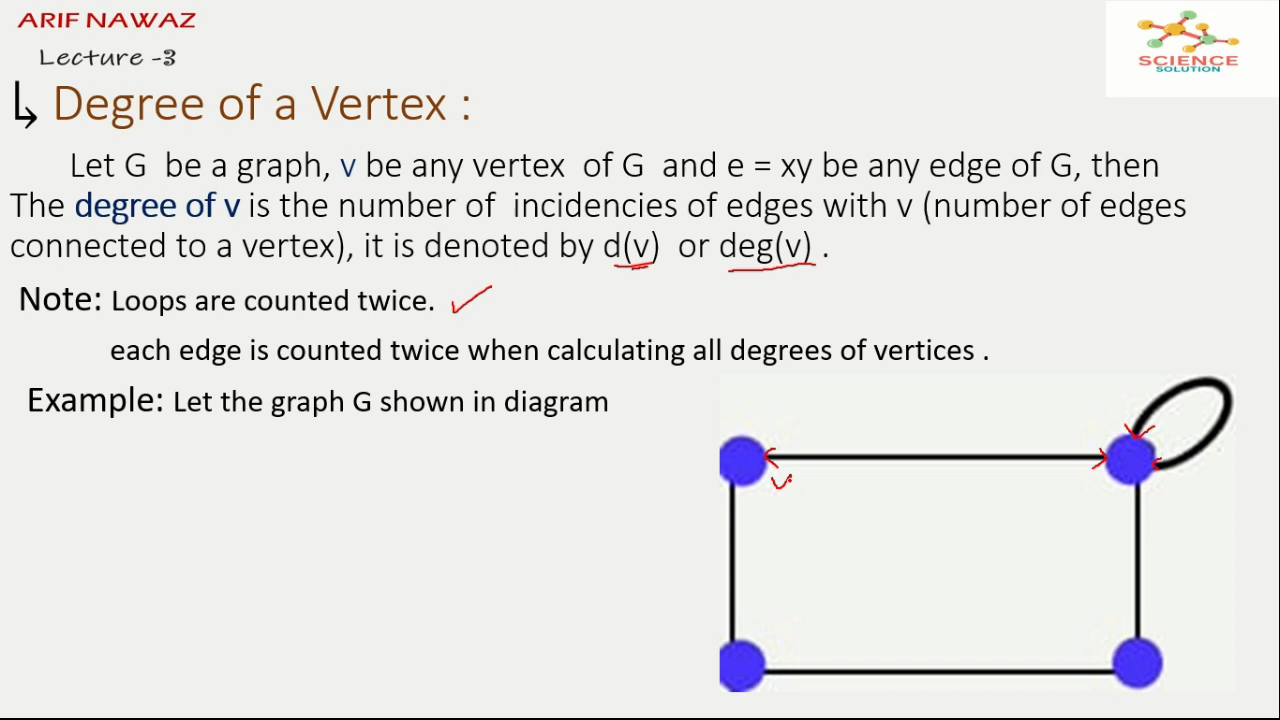 ARIF NAWAZ
Lecture -3
SCIENCE
SOLUTION
Degree of a Vertex :
Let G be a graph, v be any vertex of G and e = xy be any edge of G, then
The degree of v is the number of incidencies of edges with v (number of edges
connected to a vertex), it is denoted by d(v) or deg(v) .
Note: Loops are counted twice.
each edge is counted twice when calculating all degrees of vertices .
Example: Let the graph G shown in diagram
v